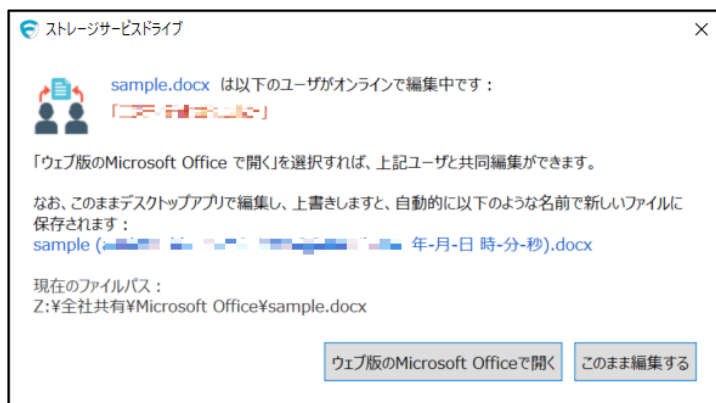 ストレージサービスドライブ
sample.docx は以下のユーザがオンラインで編集中です：
「 」
「ウェブ版のMicrosoft Office で開く」を選択すれば、上記ユーザと共同編集ができます。
なお、このままデスクトップアプリで編集し、上書きしますと、自動的に以下のような名前で新しいファイルに
保存されます：
sample ( 年-月-日 時-分-秒).docx
現在のファイルパス：
Z:¥全社共有¥Microsoft Office¥sample.docx
ウェブ版のMicrosoft Officeで開く
このまま編集する